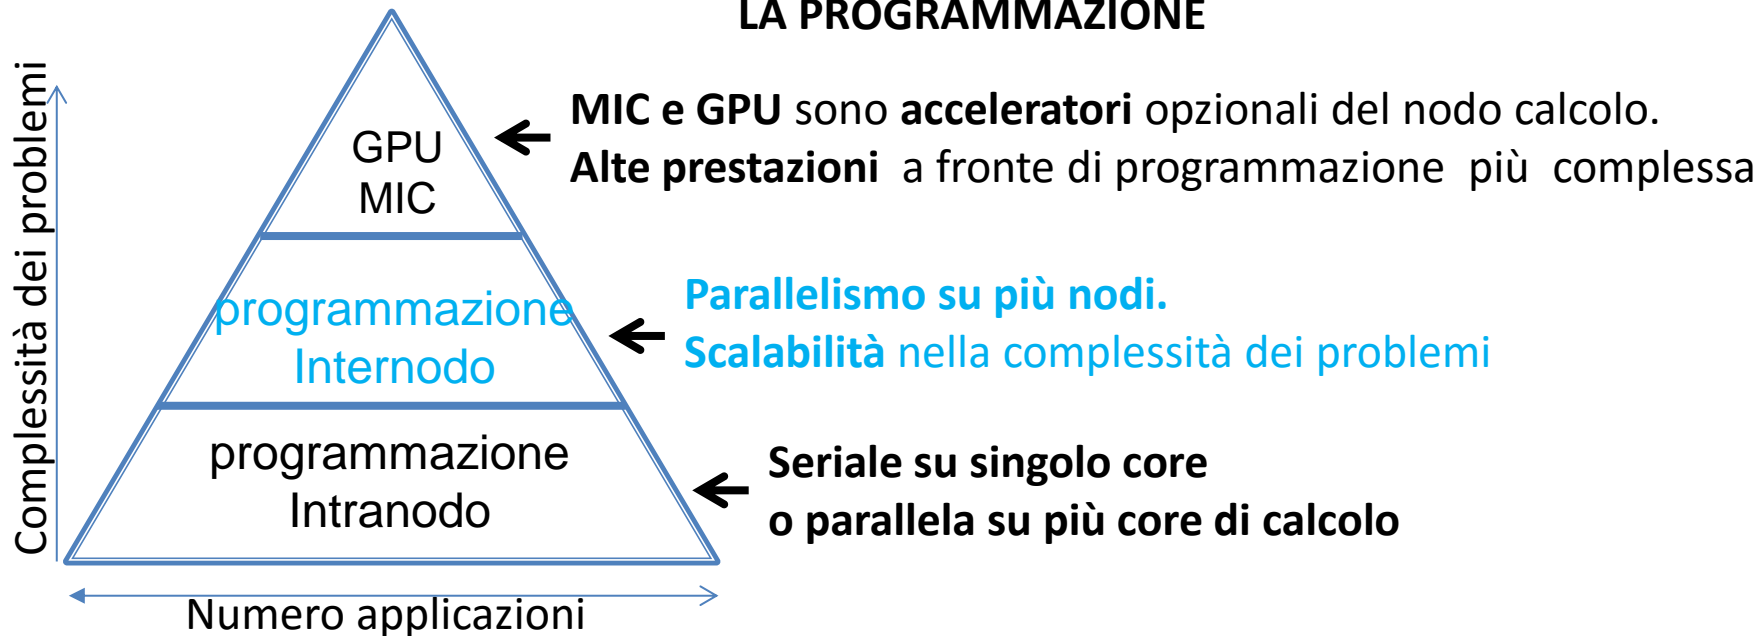 LA PROGRAMMAZIONE
Complessità dei problemi
GPU
MIC
MIC e GPU sono acceleratori opzionali del nodo calcolo.
Alte prestazioni a fronte di programmazione più complessa
programmazione
Internodo
Parallelismo su più nodi.
Scalabilità nella complessità dei problemi
programmazione
Intranodo
Seriale su singolo core
o parallela su più core di calcolo
Numero applicazioni